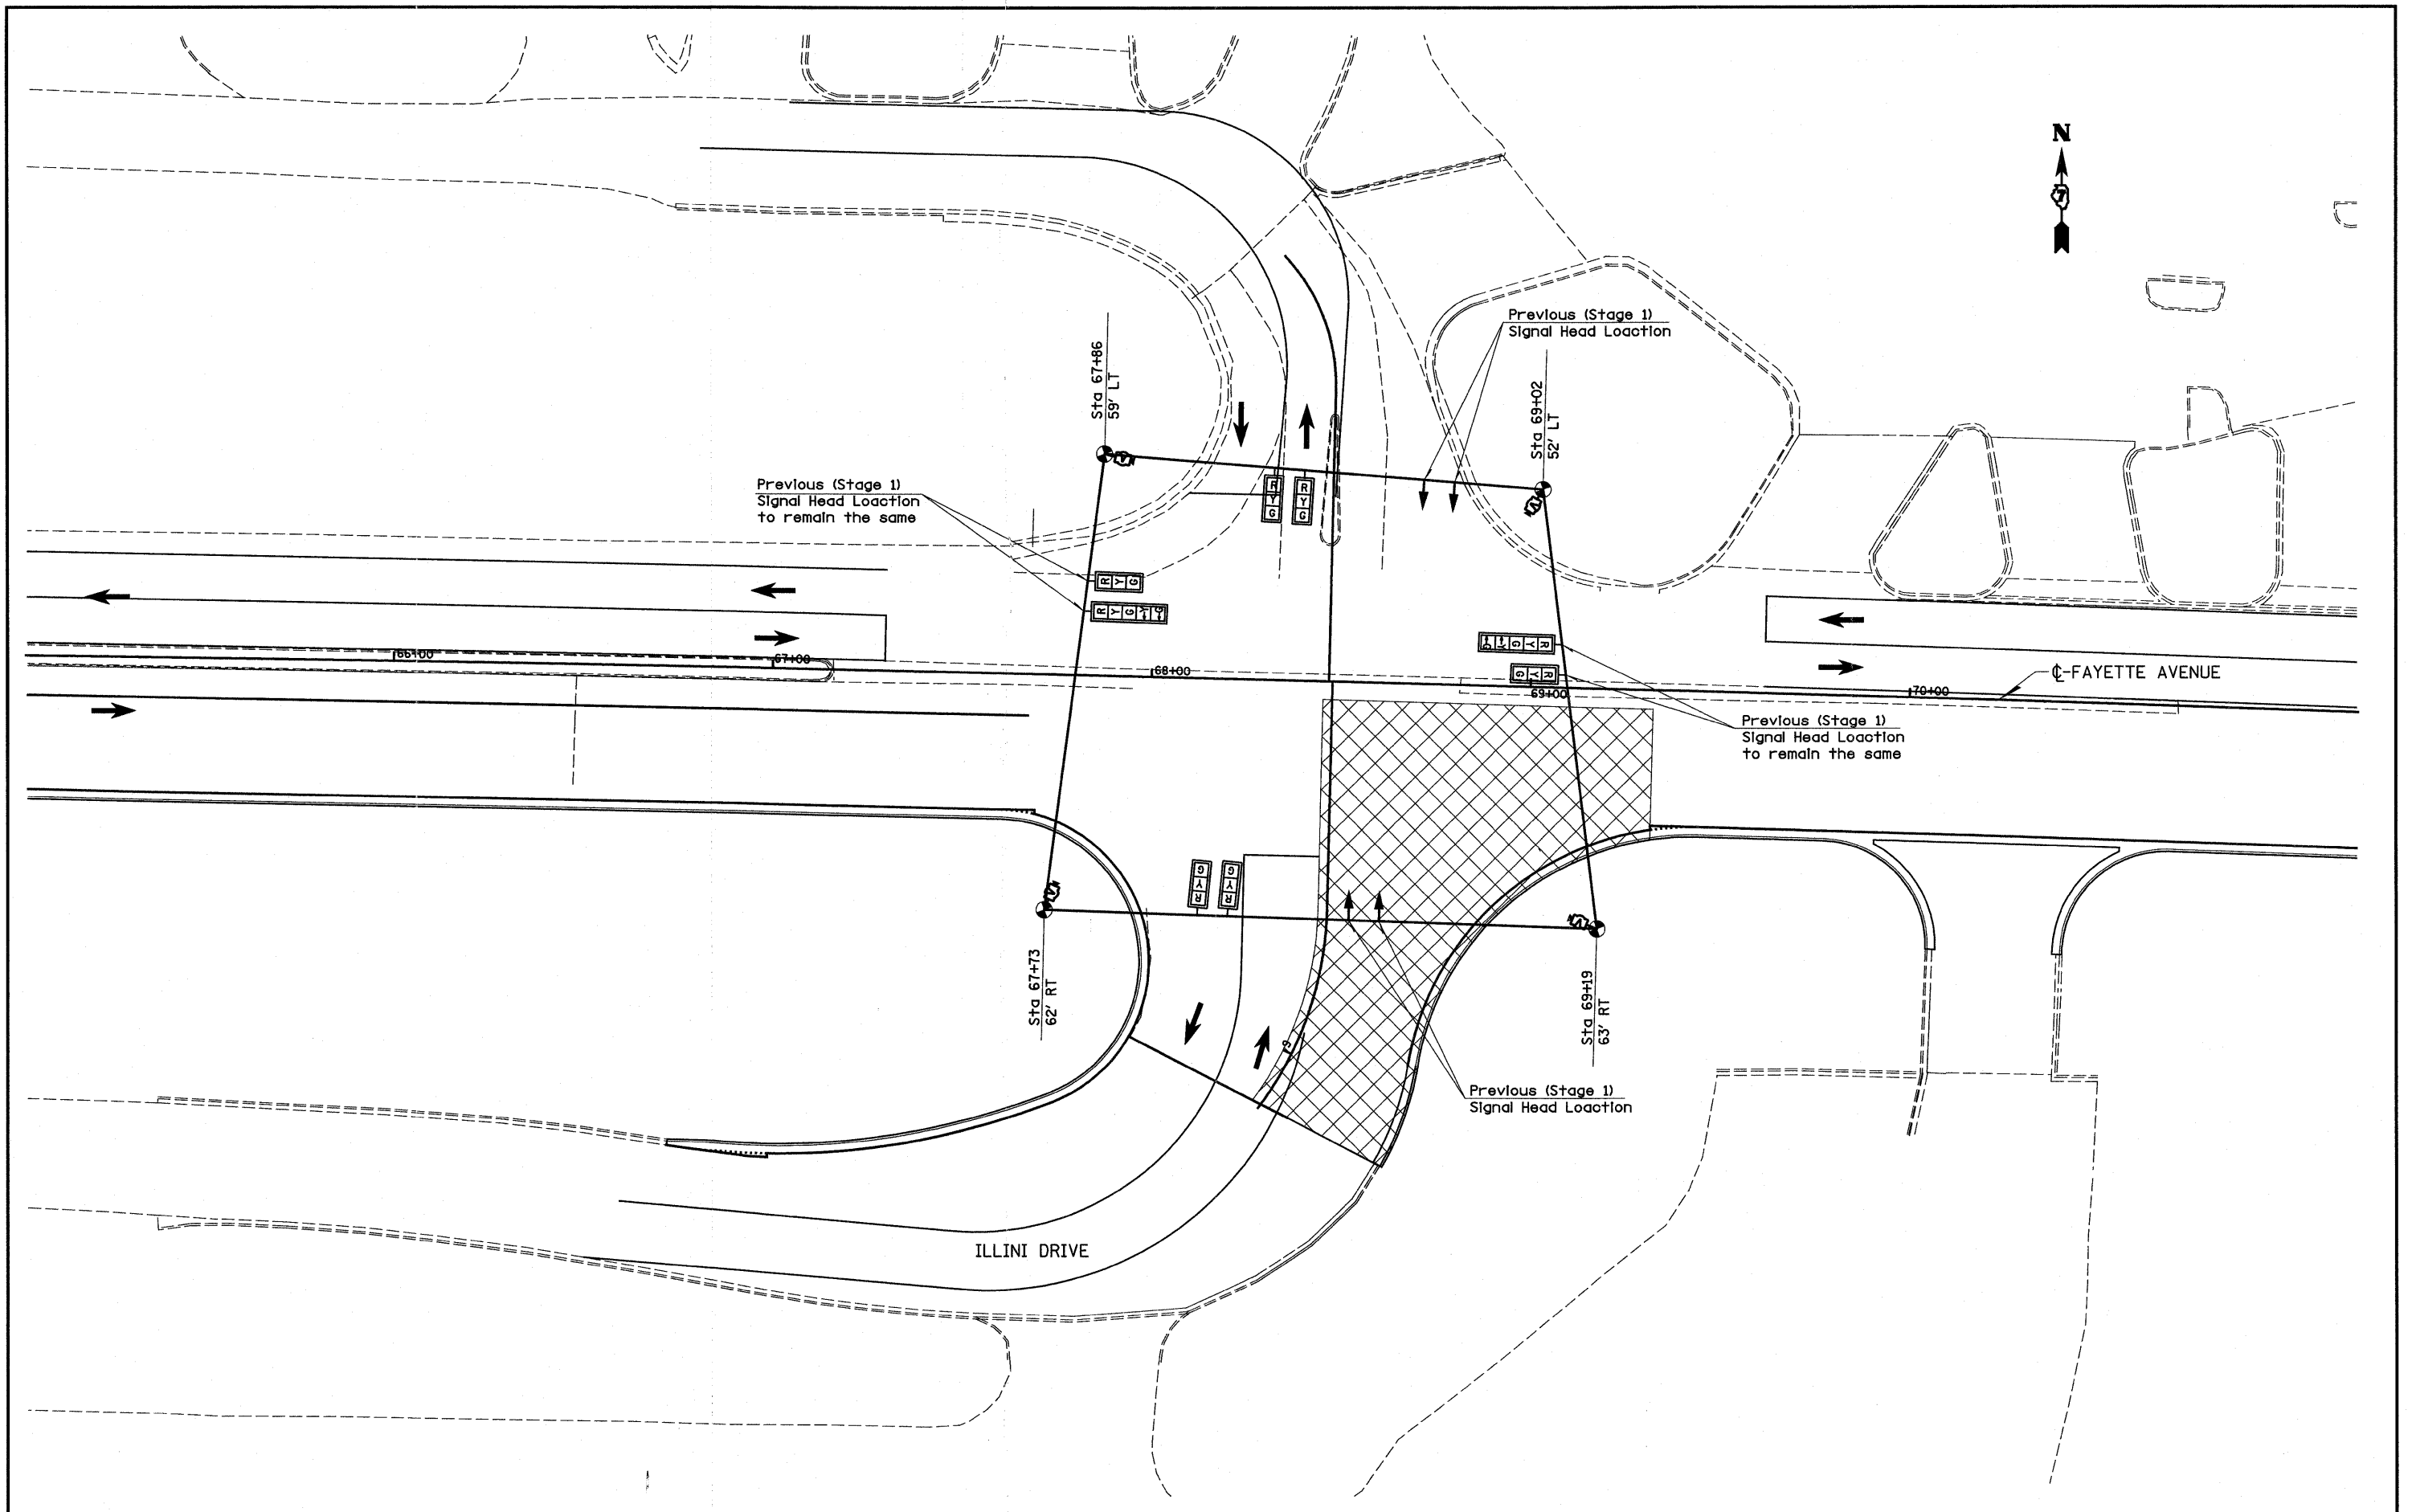 N
Previous (Stage 1)
Signal Head Loaction
Sta 67+86
59' LT
Sta 69+02
52' LT
Previous (Stage 1)
Signal Head Loaction
to remain the same
R
Y
G
R
Y
G
R Y G
R Y G Y G
66+00
67+00
68+00
G Y G Y R
G Y R
69+00
70+00
℄-FAYETTE AVENUE
Previous (Stage 1)
Signal Head Loaction
to remain the same
G
Y
R
G
Y
R
Sta 67+73
62' RT
Sta 69+19
63' RT
Previous (Stage 1)
Signal Head Loaction
ILLINI DRIVE